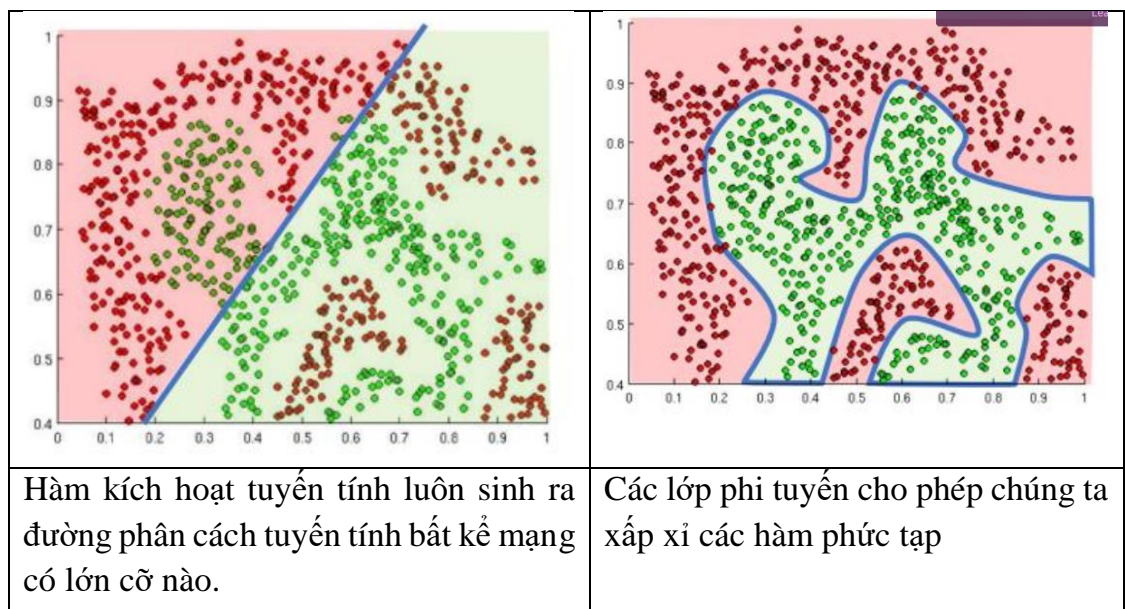 Lea
1
0.9
0.8
0.7
0.6
0.5
0.4
0 0.1 0.2 0.3 0.4 0.5 0.6 0.7 0.8 0.9 1
1
0.9
0.8
0.7
0.6
0.5
0.4
0 0.1 0.2 0.3 0.4 0.5 0.6 0.7 0.8 0.9 1
Hàm kích hoạt tuyến tính luôn sinh ra
đường phân cách tuyến tính bất kể mạng
có lớn cỡ nào.
Các lớp phi tuyến cho phép chúng ta
xấp xỉ các hàm phức tạp